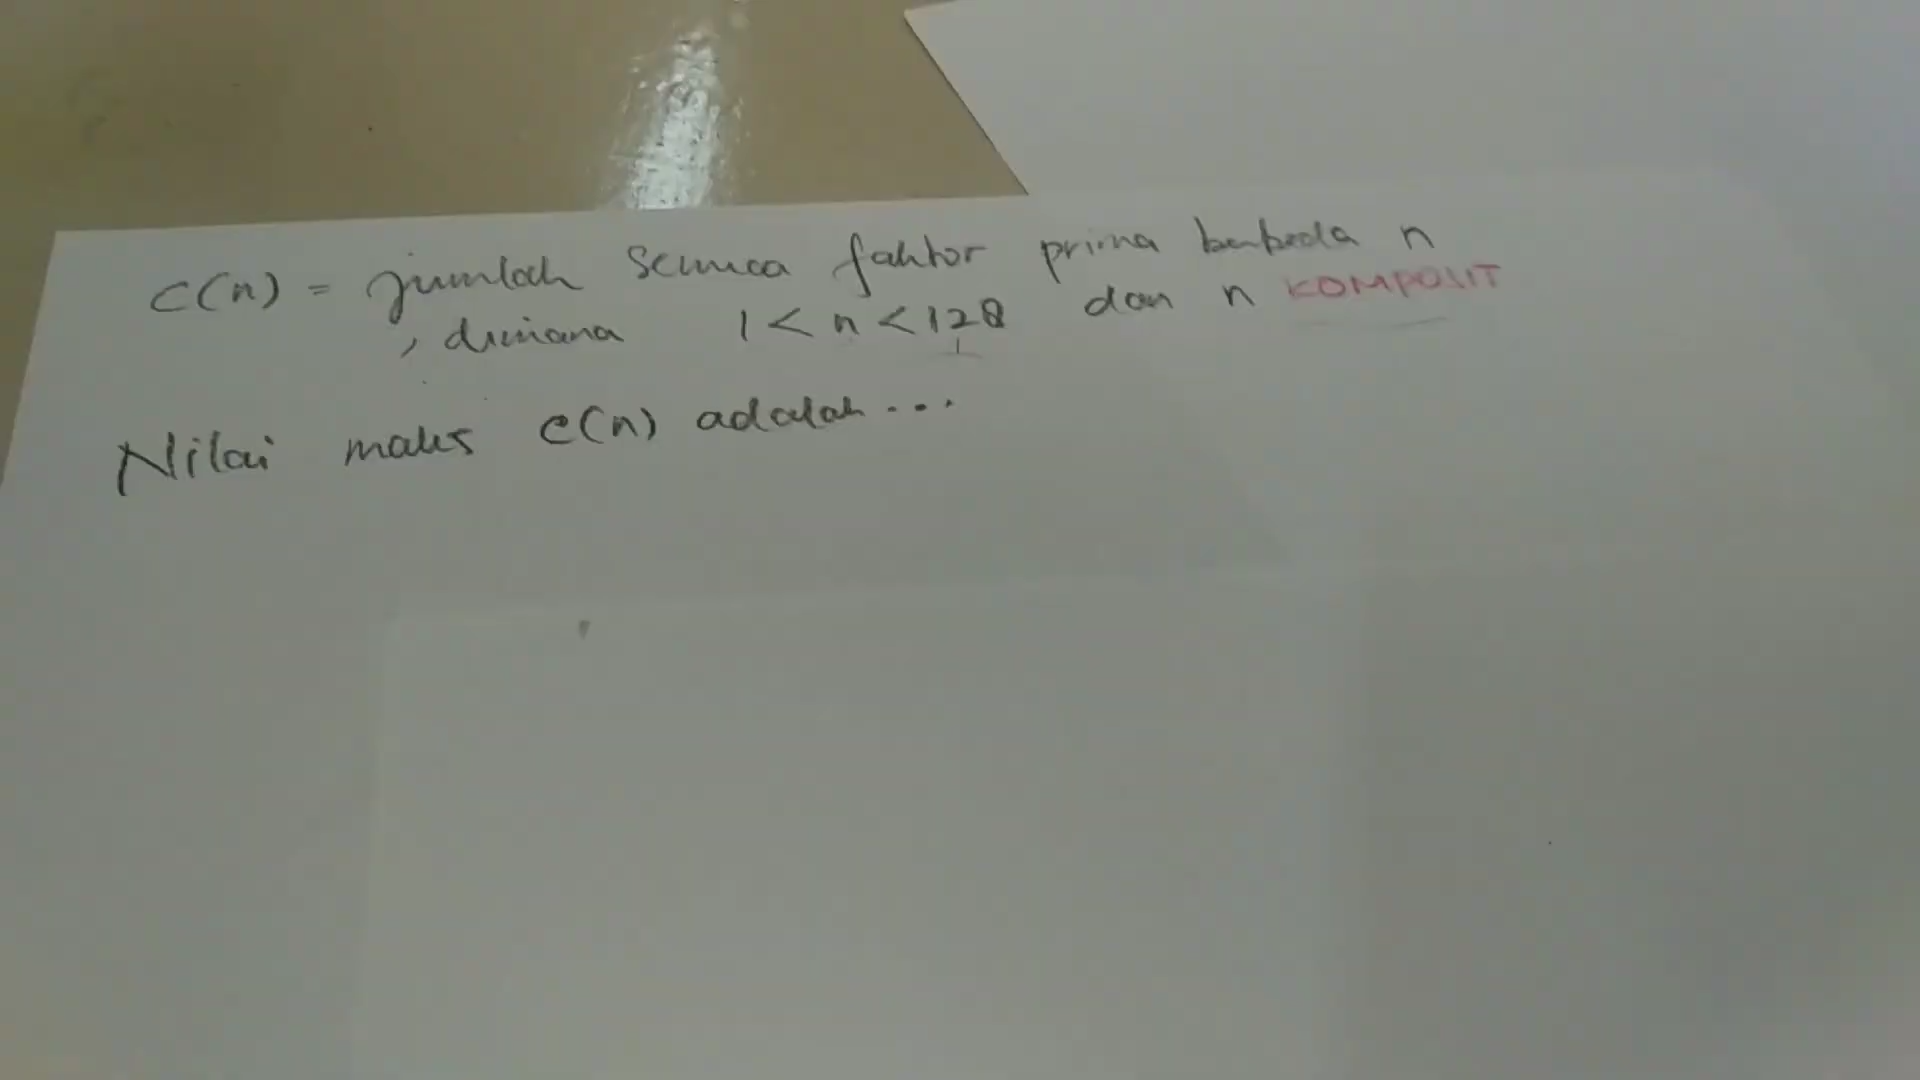 c(n) = jumlah semua faktor prima berbeda n
, dimana 1 < n < 128 dan n KOMPOSIT
Nilai maks c(n) adalah ...